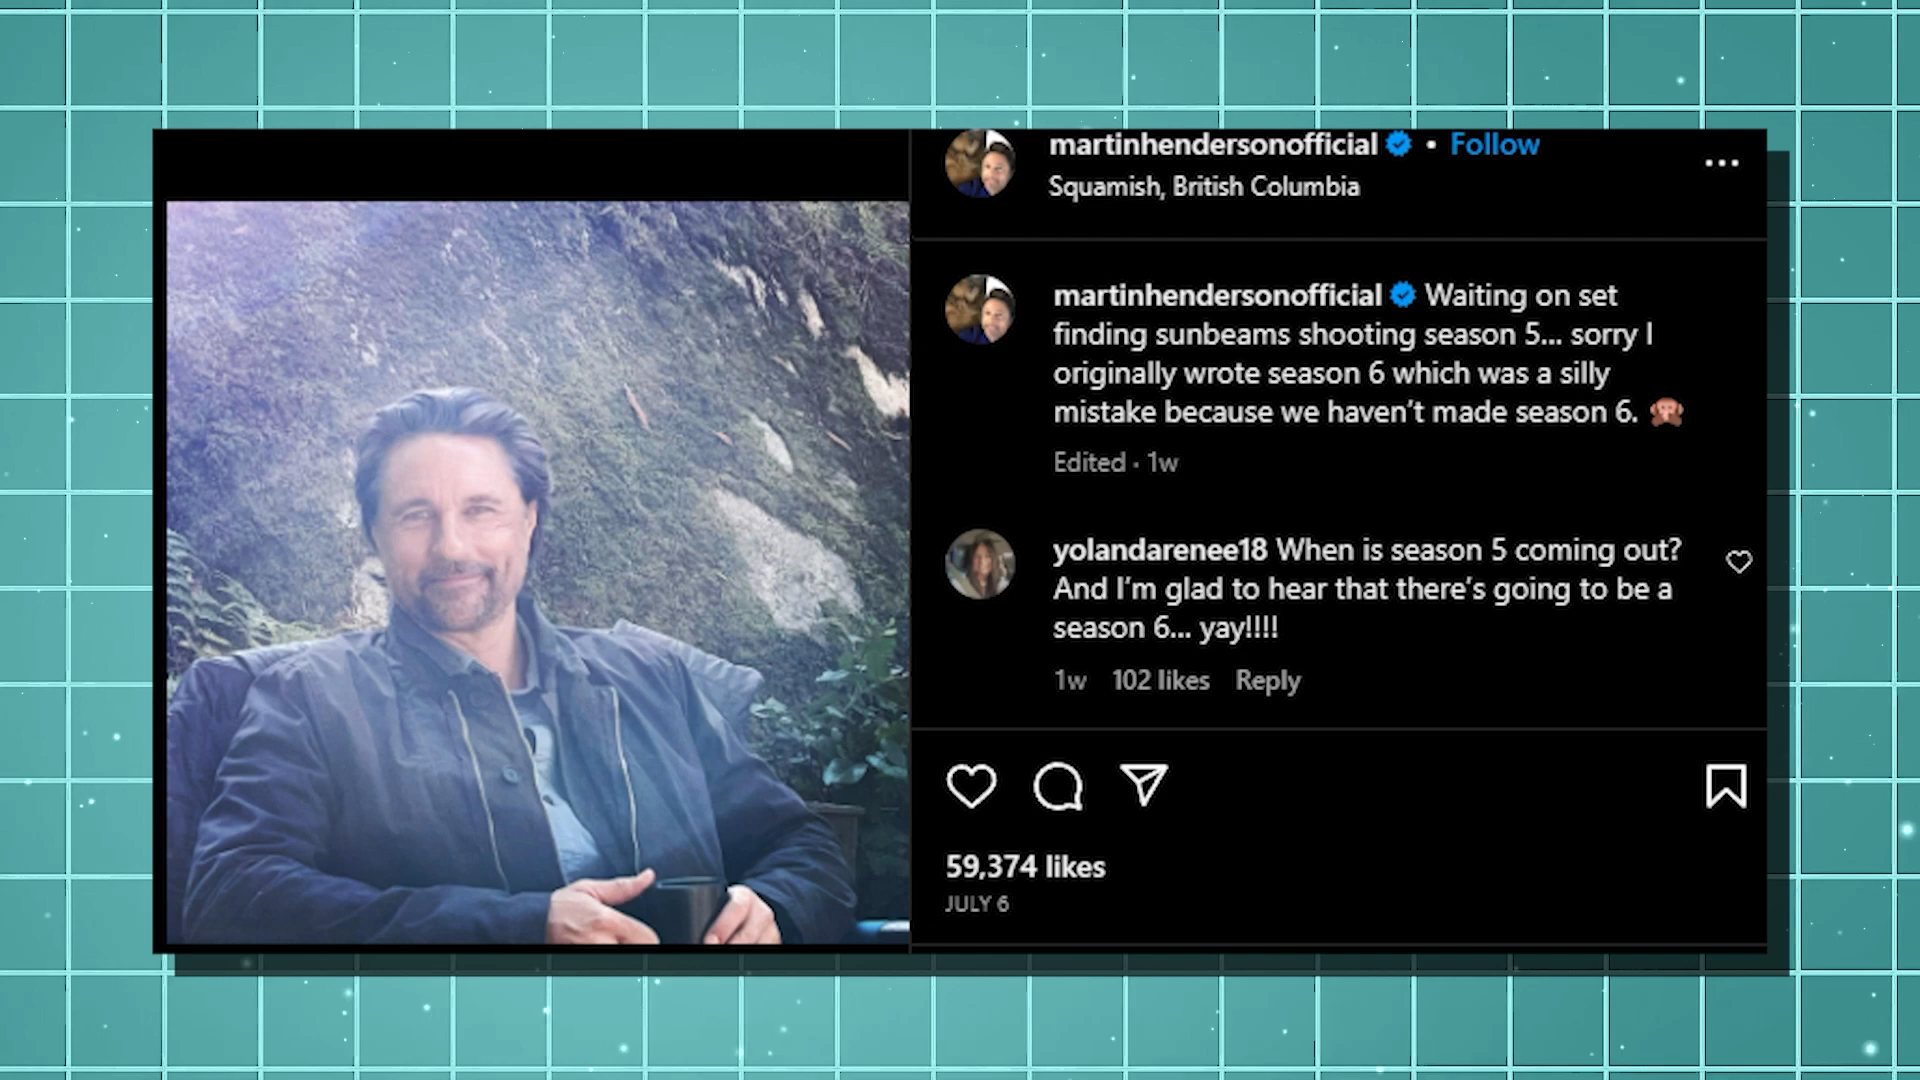 martinhendersonofficial • Follow
Squamish, British Columbia
martinhendersonofficial Waiting on set
finding sunbeams shooting season 5... sorry I
originally wrote season 6 which was a silly
mistake because we haven't made season 6. 🙊
Edited · 1w
yolandarenee18 When is season 5 coming out?
And I'm glad to hear that there's going to be a
season 6... yay!!!!
1w 102 likes Reply
59,374 likes
JULY 6